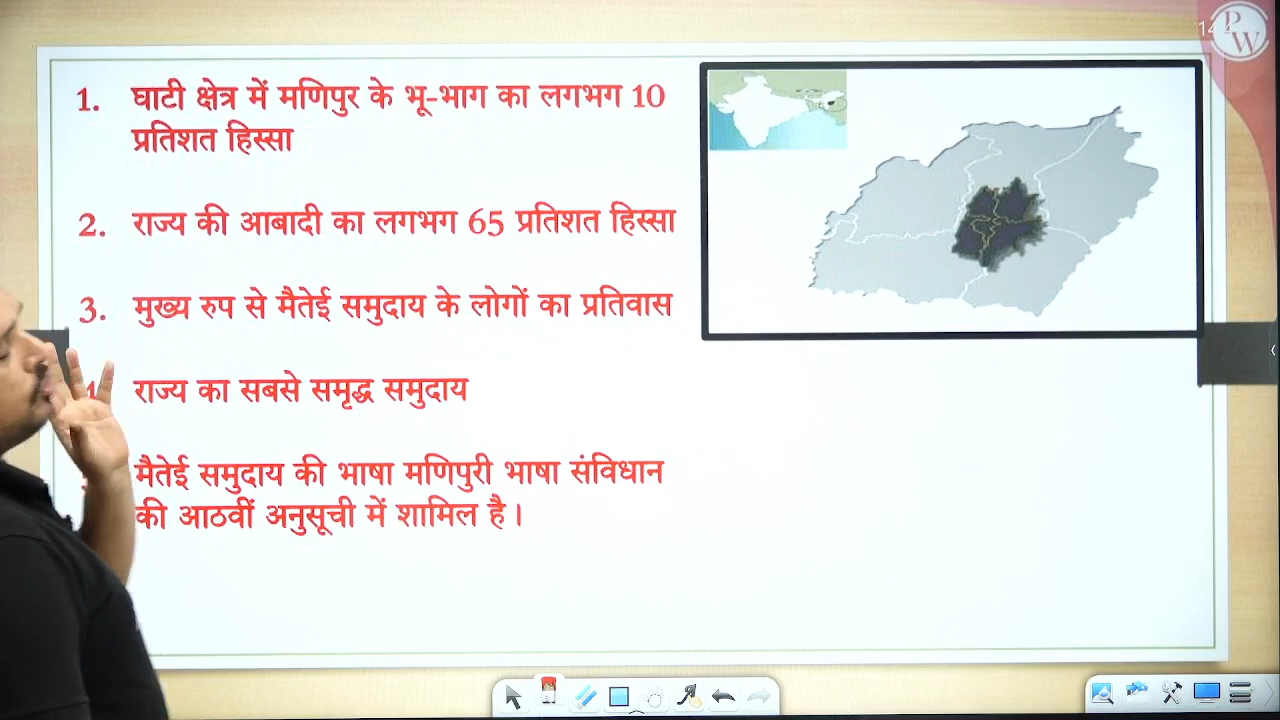 1. घाटी क्षेत्र में मणिपुर के भू-भाग का लगभग 10
प्रतिशत हिस्सा
2. राज्य की आबादी का लगभग 65 प्रतिशत हिस्सा
3. मुख्य रुप से मैतेई समुदाय के लोगों का प्रतिवास
राज्य का सबसे समृद्ध समुदाय
मैतेई समुदाय की भाषा मणिपुरी भाषा संविधान
की आठवीं अनुसूची में शामिल है।
PW